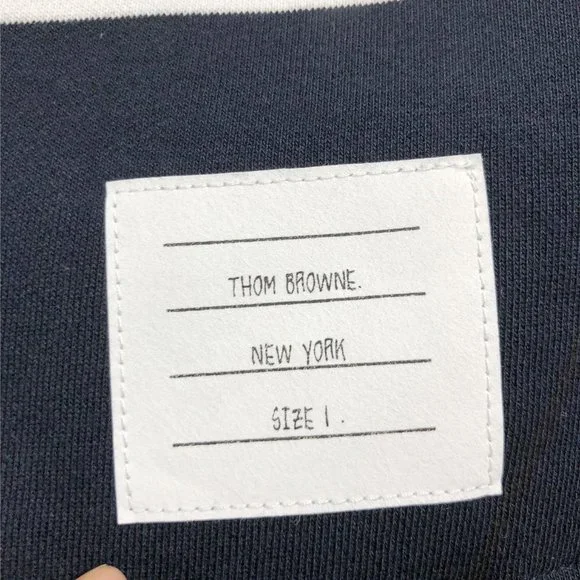 THOM BROWNE.
NEW YORK
SIZE 1 .